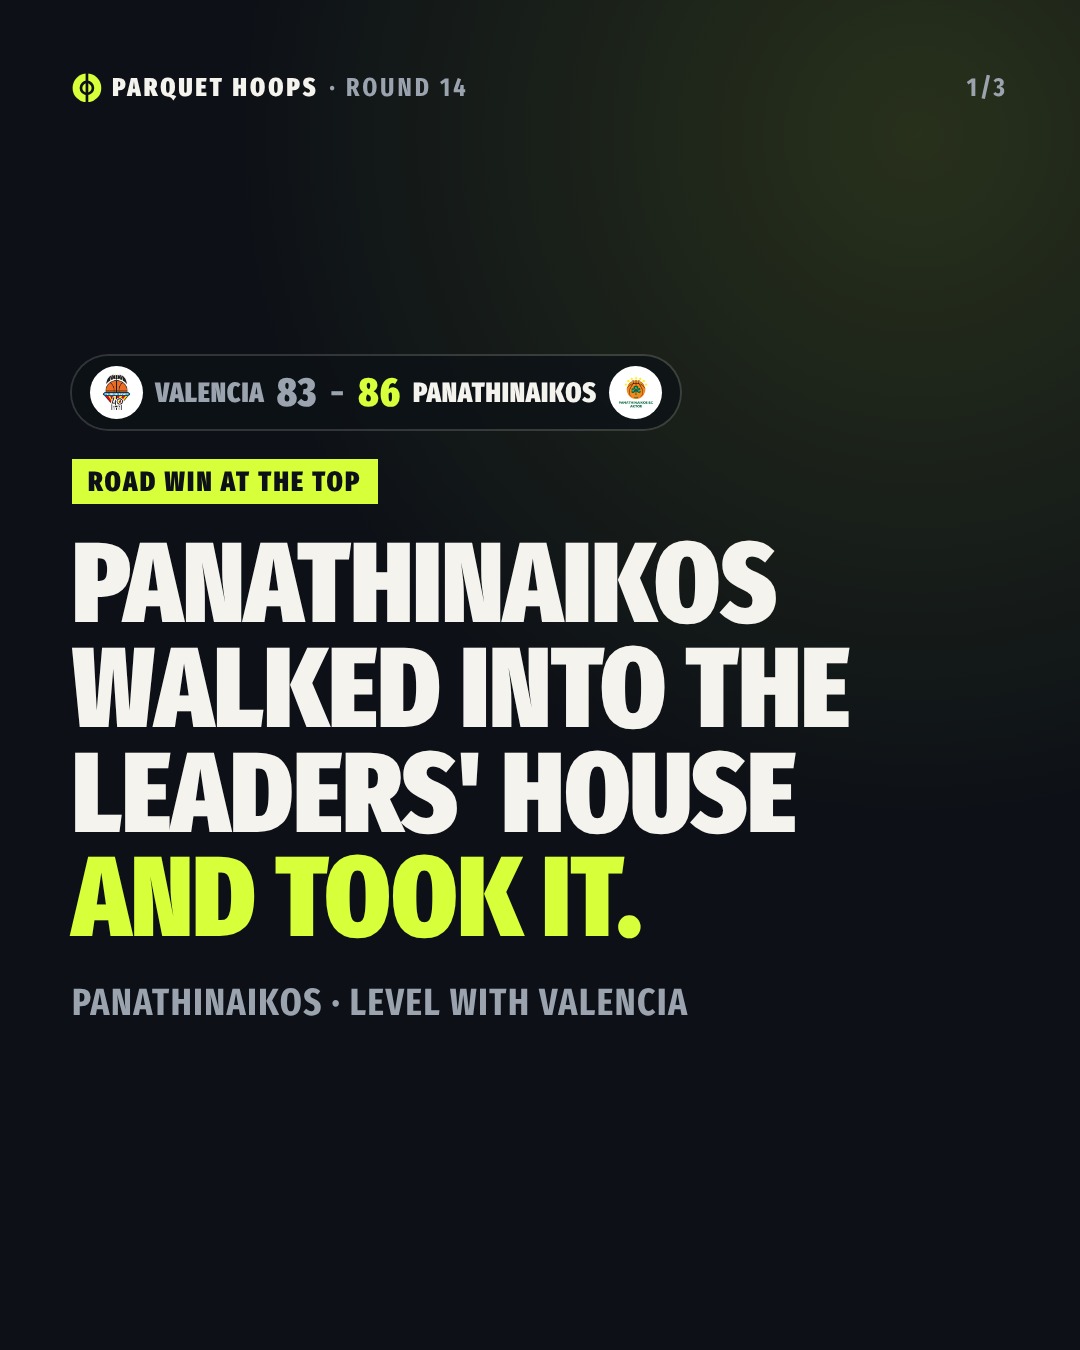 PARQUET HOOPS · ROUND 14
1/3
VALENCIA 83 - 86 PANATHINAIKOS
ROAD WIN AT THE TOP
PANATHINAIKOS
WALKED INTO THE
LEADERS' HOUSE
AND TOOK IT.
PANATHINAIKOS · LEVEL WITH VALENCIA